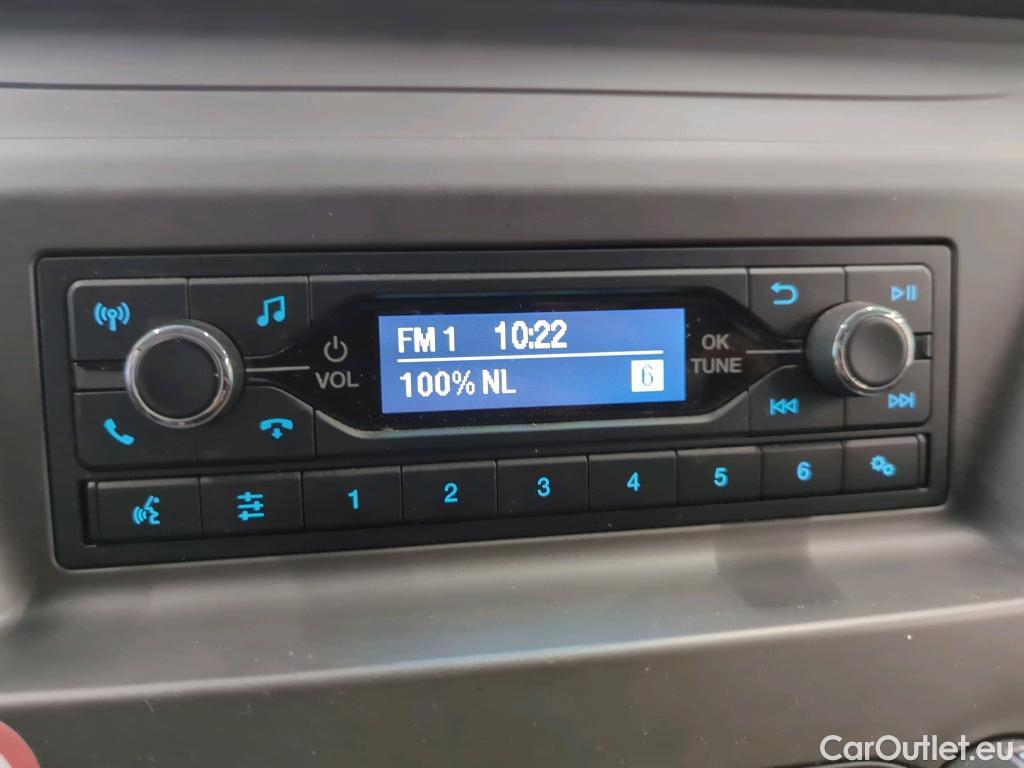 FM 1 10:22
100% NL 6
VOL
OK
TUNE
1 2 3 4 5 6
CarOutlet.eu